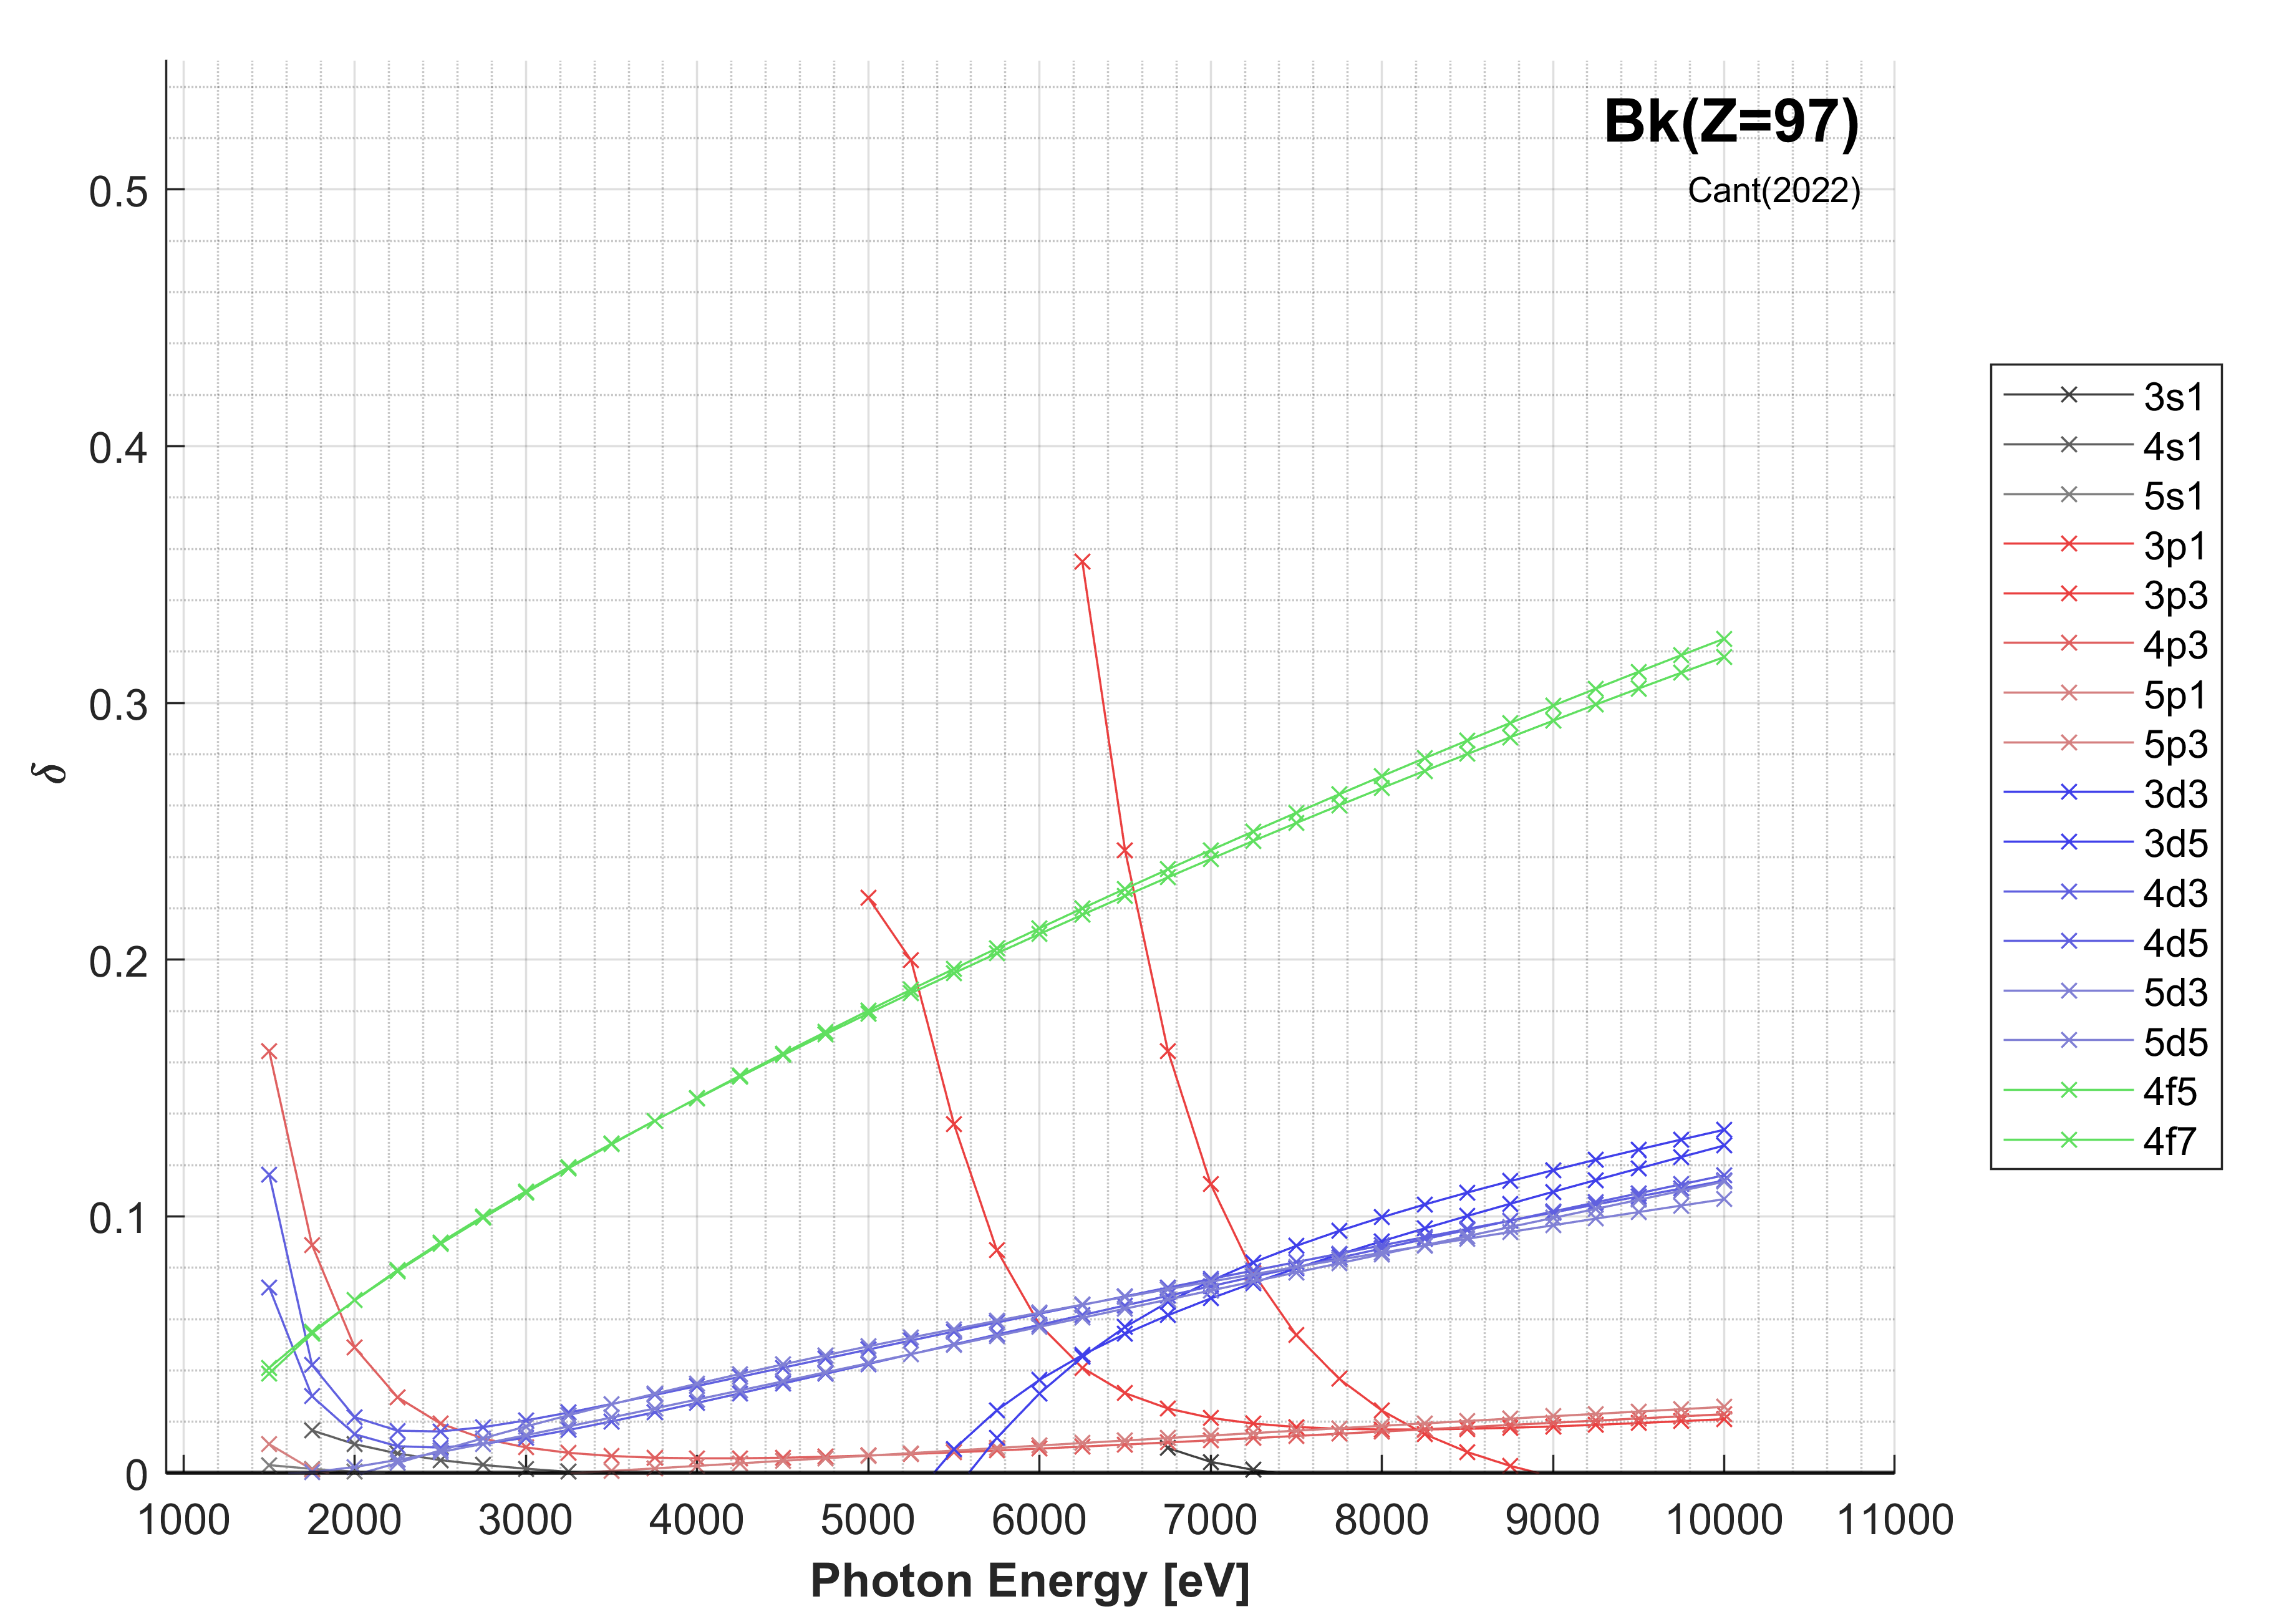 Bk(Z=97)
Cant(2022)
0.5
0.4
0.3
0.2
0.1
0
δ
1000 2000 3000 4000 5000 6000 7000 8000 9000 10000 11000
Photon Energy [eV]
3s1
4s1
5s1
3p1
3p3
4p3
5p1
5p3
3d3
3d5
4d3
4d5
5d3
5d5
4f5
4f7